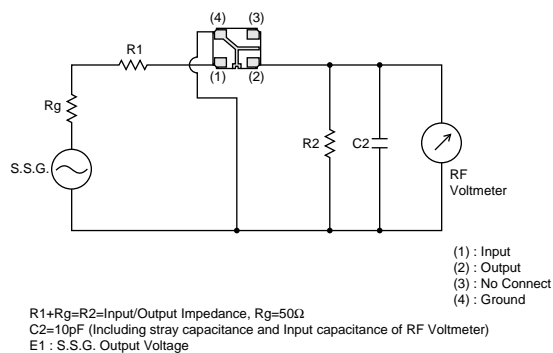 (4)
(3)
R1
(1)
(2)
Rg
R2
C2
S.S.G.
RF
Voltmeter
(1) : Input
(2) : Output
(3) : No Connect
(4) : Ground
R1+Rg=R2=Input/Output Impedance, Rg=50Ω
C2=10pF (Including stray capacitance and Input capacitance of RF Voltmeter)
E1 : S.S.G. Output Voltage